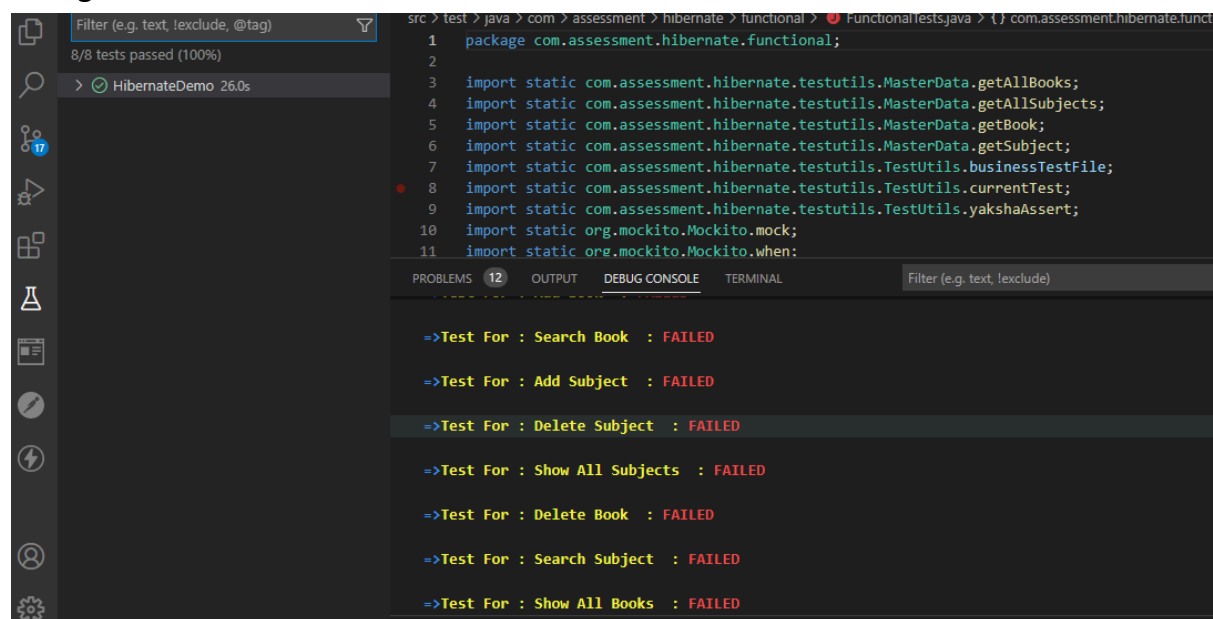 Filter (e.g. text, !exclude, @tag)
8/8 tests passed (100%)
HibernateDemo 26.0s
17
src > test > java > com > assessment > hibernate > functional > FunctionalTests.java > {} com.assessment.hibernate.funct
1 package com.assessment.hibernate.functional;
2
3 import static com.assessment.hibernate.testutils.MasterData.getAllBooks;
4 import static com.assessment.hibernate.testutils.MasterData.getAllSubjects;
5 import static com.assessment.hibernate.testutils.MasterData.getBook;
6 import static com.assessment.hibernate.testutils.MasterData.getSubject;
7 import static com.assessment.hibernate.testutils.TestUtils.businessTestFile;
8 import static com.assessment.hibernate.testutils.TestUtils.currentTest;
9 import static com.assessment.hibernate.testutils.TestUtils.yakshaAssert;
10 import static org.mockito.Mockito.mock;
11 import static org.mockito.Mockito.when;
PROBLEMS 12 OUTPUT DEBUG CONSOLE TERMINAL Filter (e.g. text, !exclude)
=>Test For : Search Book : FAILED
=>Test For : Add Subject : FAILED
=>Test For : Delete Subject : FAILED
=>Test For : Show All Subjects : FAILED
=>Test For : Delete Book : FAILED
=>Test For : Search Subject : FAILED
=>Test For : Show All Books : FAILED